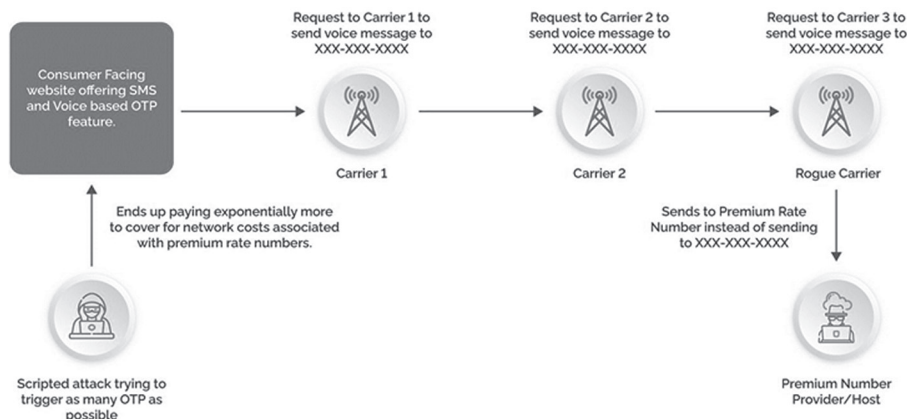 Request to Carrier 1 to
send voice message to
XXX-XXX-XXXX
Request to Carrier 2 to
send voice message to
XXX-XXX-XXXX
Request to Carrier 3 to
send voice message to
XXX-XXX-XXXX
Consumer Facing
website offering SMS
and Voice based OTP
feature.
Carrier 1
Carrier 2
Rogue Carrier
Ends up paying exponentially more
to cover for network costs associated
with premium rate numbers.
Sends to Premium Rate
Number instead of sending
to XXX-XXX-XXXX
Scripted attack trying to
trigger as many OTP as
possible
Premium Number
Provider/Host